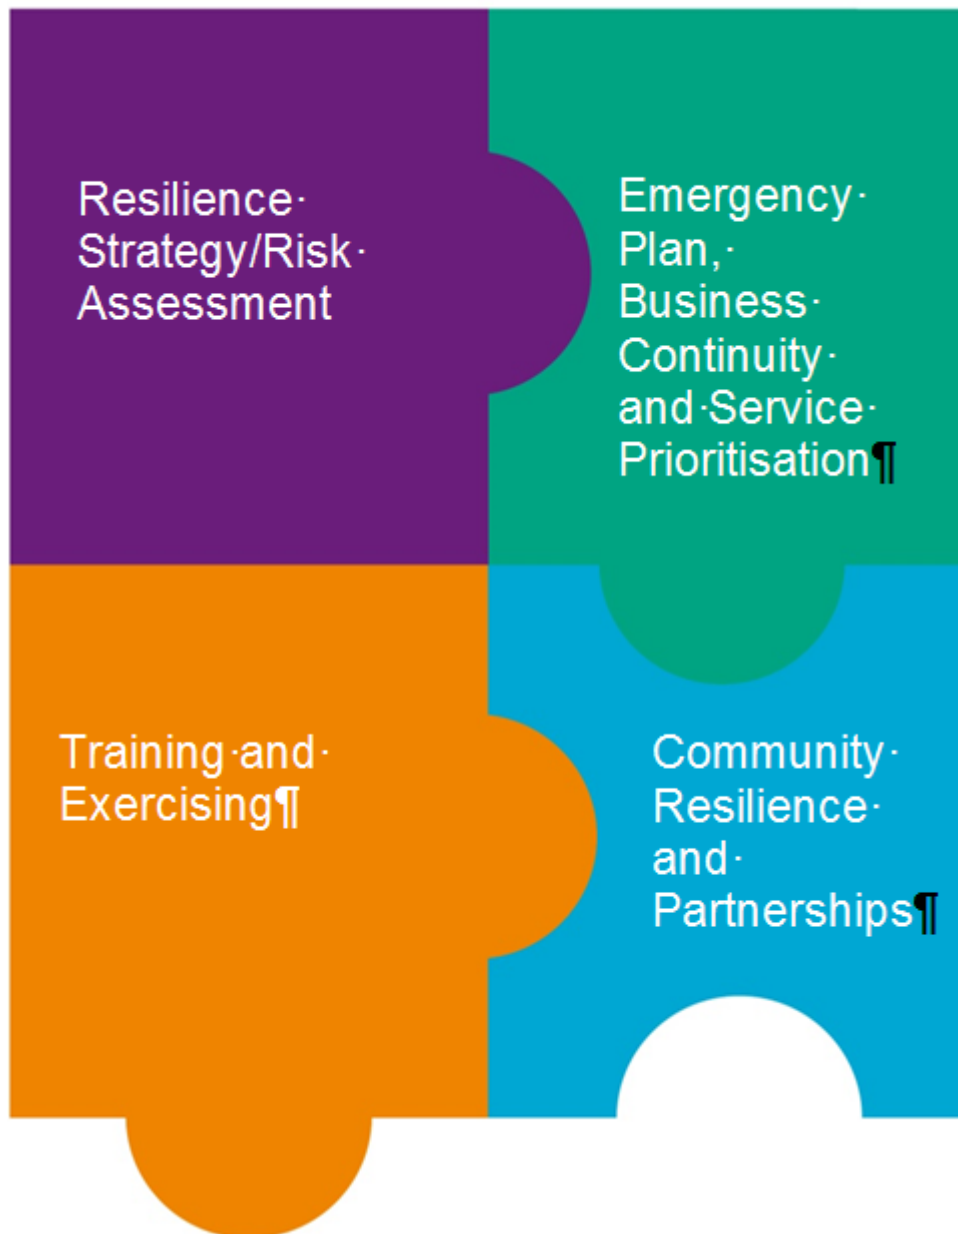 Resilience·
Strategy/Risk·
Assessment
Emergency·
Plan,·
Business·
Continuity·
and·Service·
Prioritisation¶
Training·and·
Exercising¶
Community·
Resilience·
and·
Partnerships¶